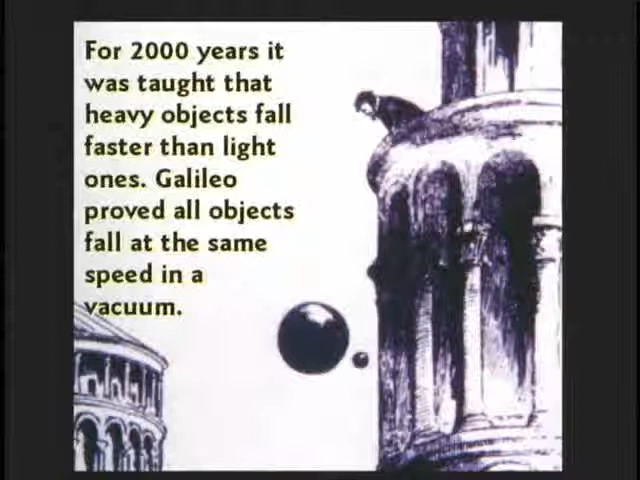 For 2000 years it
was taught that
heavy objects fall
faster than light
ones. Galileo
proved all objects
fall at the same
speed in a
vacuum.